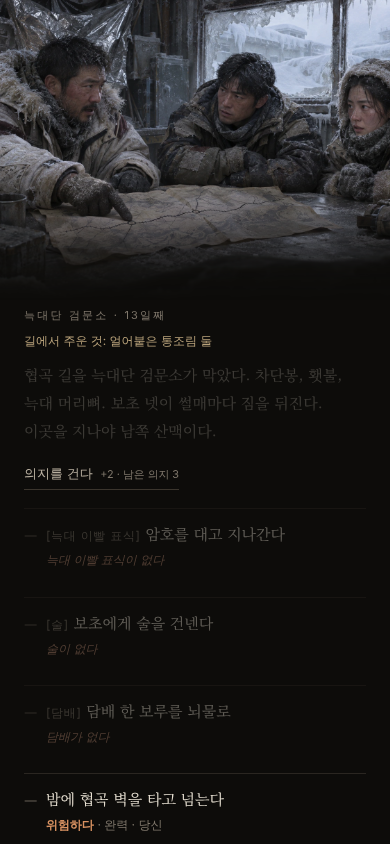 늑대단 검문소 · 13일째
길에서 주운 것: 얼어붙은 통조림 둘
협곡 길을 늑대단 검문소가 막았다. 차단봉, 횃불,
늑대 머리뼈. 보초 넷이 썰매마다 짐을 뒤진다.
이곳을 지나야 남쪽 산맥이다.
의지를 건다 +2 · 남은 의지 3
— [늑대 이빨 표식] 암호를 대고 지나간다
늑대 이빨 표식이 없다
— [술] 보초에게 술을 건넨다
술이 없다
— [담배] 담배 한 보루를 뇌물로
담배가 없다
— 밤에 협곡 벽을 타고 넘는다
위험하다 · 완력 · 당신